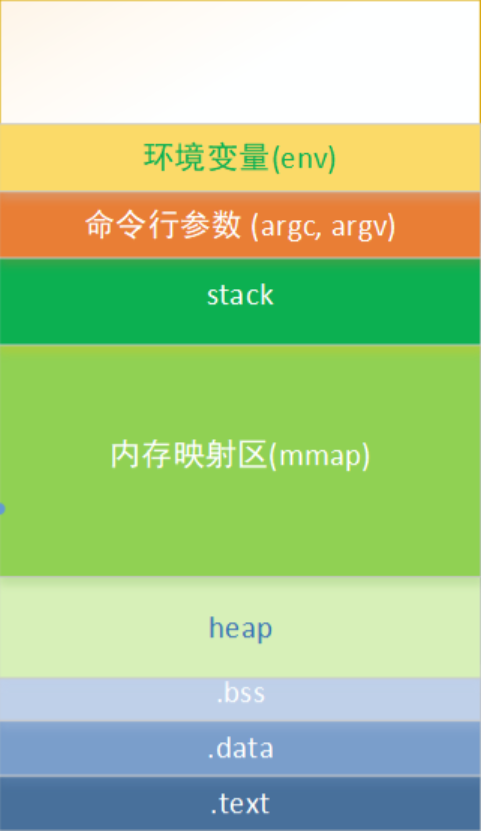 环境变量(env)
命令行参数 (argc, argv)
stack
内存映射区(mmap)
heap
.bss
.data
.text